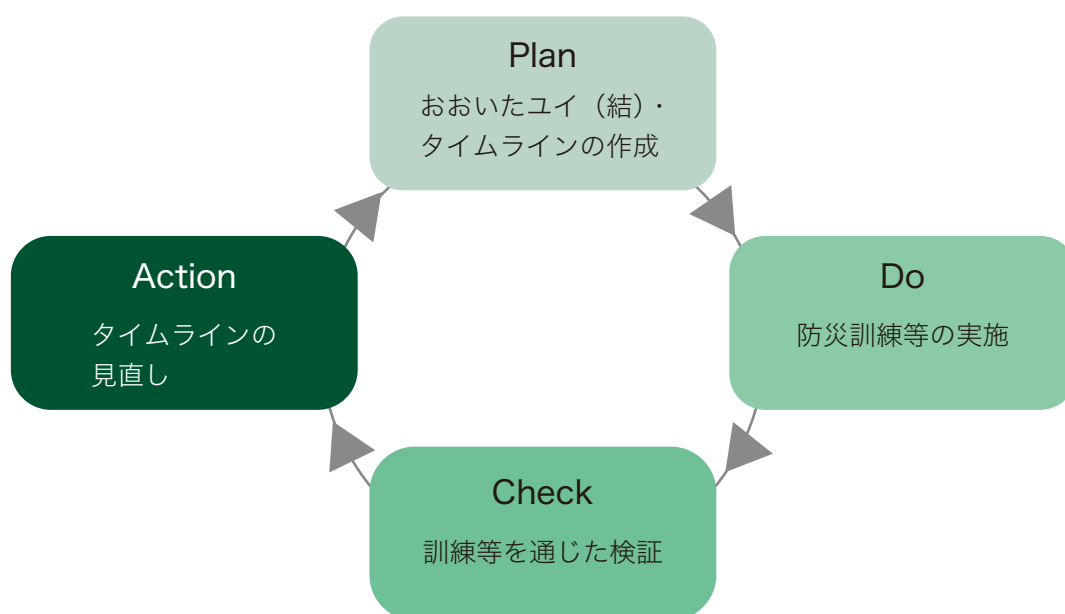 Plan
おおいたユイ（結）・
タイムラインの作成
Do
防災訓練等の実施
Check
訓練等を通じた検証
Action
タイムラインの
見直し